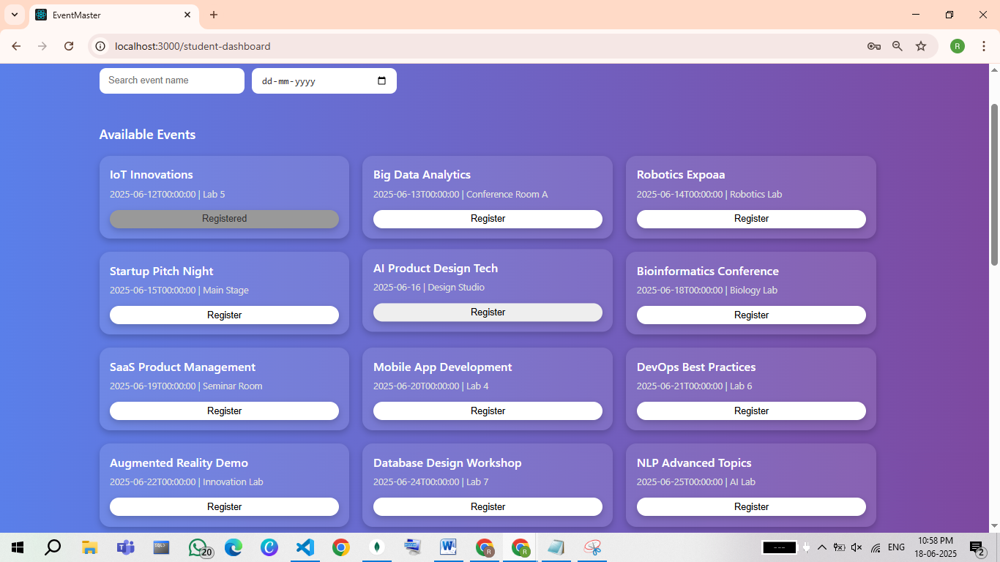 EventMaster
localhost:3000/student-dashboard
R
Search event name
dd-mm-yyyy
Available Events
IoT Innovations
2025-06-12T00:00:00 | Lab 5
Registered
Big Data Analytics
2025-06-13T00:00:00 | Conference Room A
Register
Robotics Expoaa
2025-06-14T00:00:00 | Robotics Lab
Register
Startup Pitch Night
2025-06-15T00:00:00 | Main Stage
Register
AI Product Design Tech
2025-06-16 | Design Studio
Register
Bioinformatics Conference
2025-06-18T00:00:00 | Biology Lab
Register
SaaS Product Management
2025-06-19T00:00:00 | Seminar Room
Register
Mobile App Development
2025-06-20T00:00:00 | Lab 4
Register
DevOps Best Practices
2025-06-21T00:00:00 | Lab 6
Register
Augmented Reality Demo
2025-06-22T00:00:00 | Innovation Lab
Register
Database Design Workshop
2025-06-24T00:00:00 | Lab 7
Register
NLP Advanced Topics
2025-06-25T00:00:00 | AI Lab
Register
20
R
R
---
ENG
10:58 PM
18-06-2025
2